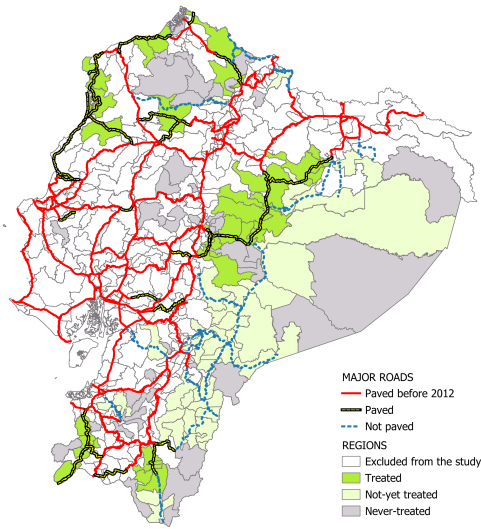 MAJOR ROADS
Paved before 2012
Paved
Not paved
REGIONS
Excluded from the study
Treated
Not-yet treated
Never-treated